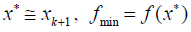 x* ≅ x_{k+1}, f_min = f(x*)